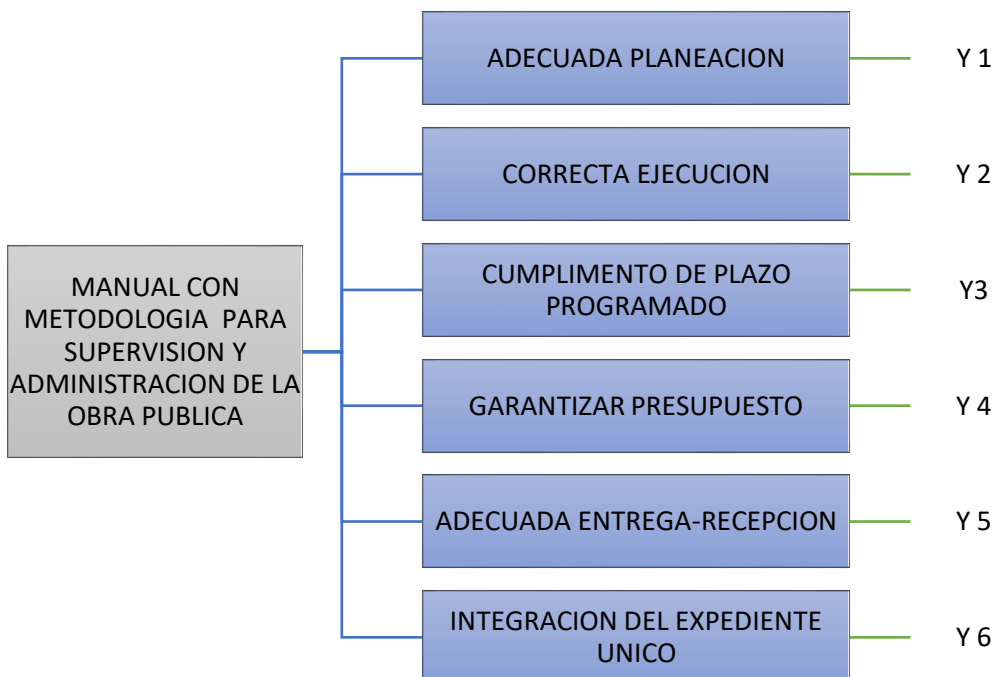 ADECUADA PLANEACION
Y 1
CORRECTA EJECUCION
Y 2
MANUAL CON
METODOLOGIA PARA
SUPERVISION Y
ADMINISTRACION DE LA
OBRA PUBLICA
CUMPLIMENTO DE PLAZO
PROGRAMADO
Y3
GARANTIZAR PRESUPUESTO
Y 4
ADECUADA ENTREGA-RECEPCION
Y 5
INTEGRACION DEL EXPEDIENTE
UNICO
Y 6